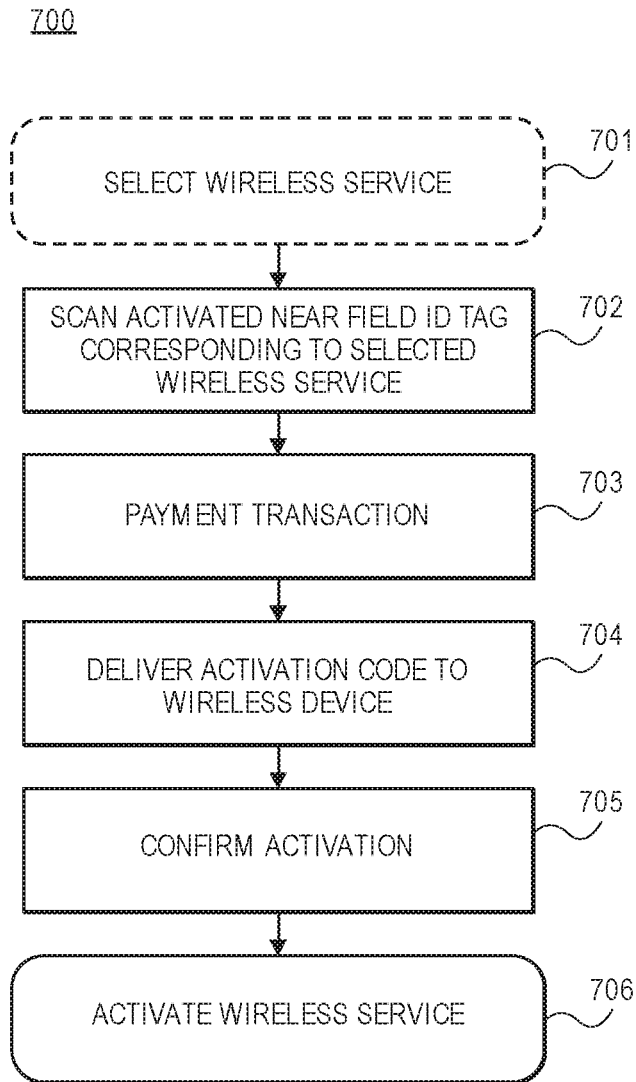 700
SELECT WIRELESS SERVICE
701
SCAN ACTIVATED NEAR FIELD ID TAG
CORRESPONDING TO SELECTED
WIRELESS SERVICE
702
PAYMENT TRANSACTION
703
DELIVER ACTIVATION CODE TO
WIRELESS DEVICE
704
CONFIRM ACTIVATION
705
ACTIVATE WIRELESS SERVICE
706